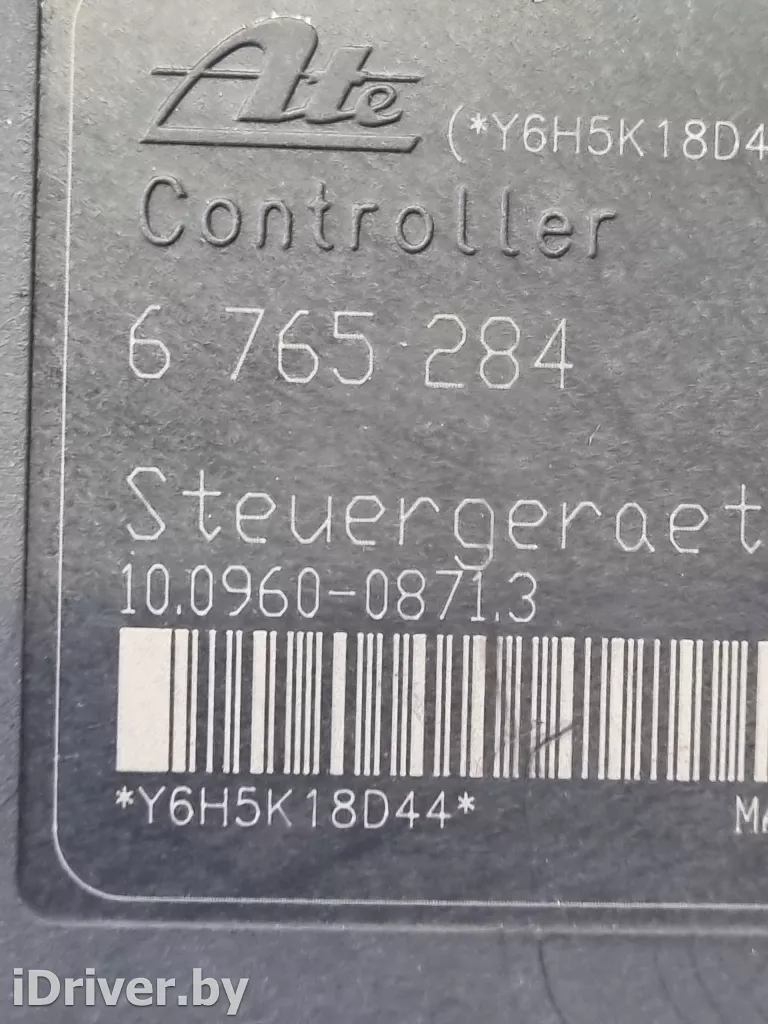 Ate (*Y6H5K18D4
Controller
6 765 284
Steuergeraet
10.0960-0871.3
*Y6H5K18D44*
iDriver.by